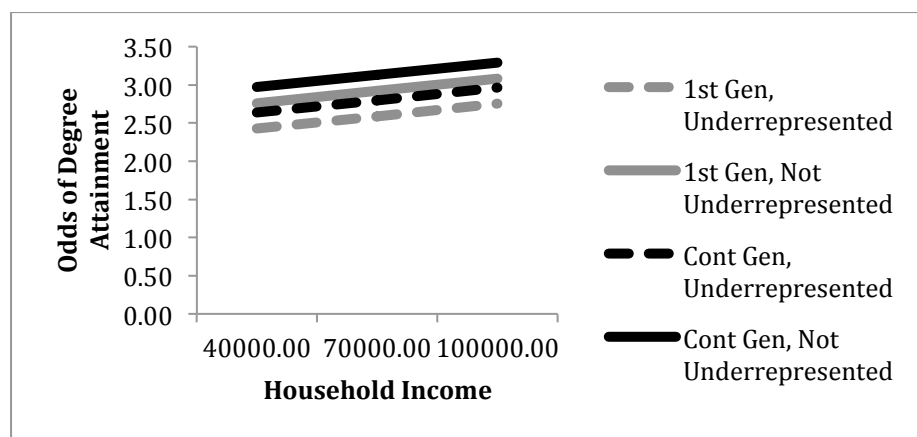 3.50
3.00
2.50
2.00
1.50
1.00
0.50
0.00
Odds of Degree
Attainment
40000.00 70000.00 100000.00
Household Income
1st Gen,
Underrepresented
1st Gen, Not
Underrepresented
Cont Gen,
Underrepresented
Cont Gen, Not
Underrepresented